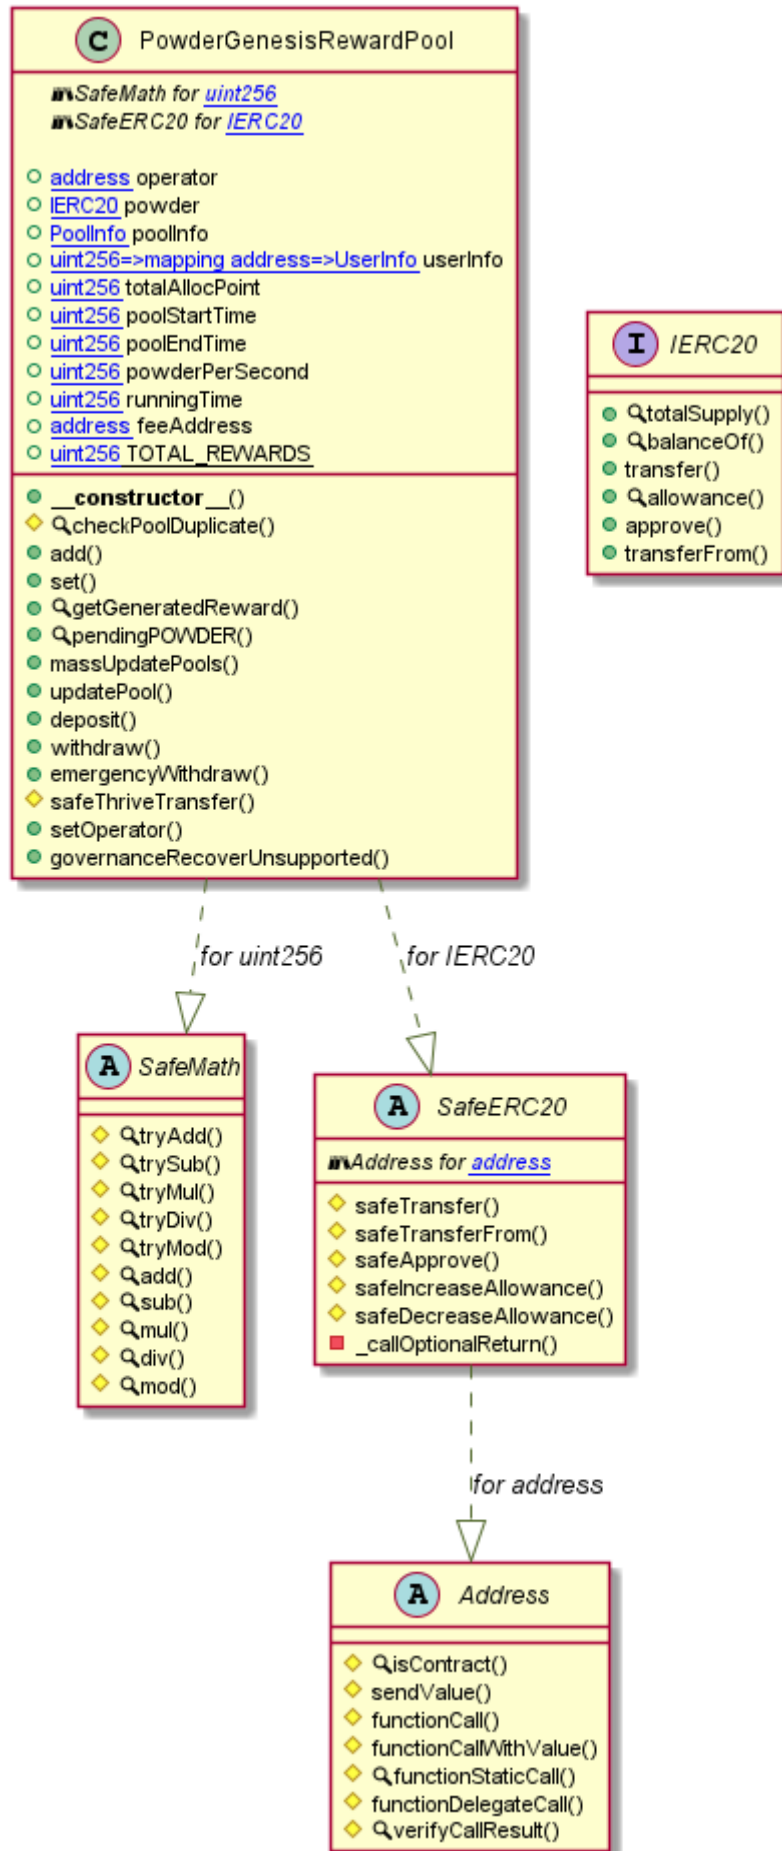 C PowderGenesisRewardPool
SafeMath for uint256
SafeERC20 for IERC20
address operator
IERC20 powder
PoolInfo poolInfo
uint256=>mapping address=>UserInfo userInfo
uint256 totalAllocPoint
uint256 poolStartTime
uint256 poolEndTime
uint256 powderPerSecond
uint256 runningTime
address feeAddress
uint256 TOTAL_REWARDS
__constructor__()
checkPoolDuplicate()
add()
set()
getGeneratedReward()
pendingPOWDER()
massUpdatePools()
updatePool()
deposit()
withdraw()
emergencyWithdraw()
safeThriveTransfer()
setOperator()
governanceRecoverUnsupported()
I IERC20
totalSupply()
balanceOf()
transfer()
allowance()
approve()
transferFrom()
for uint256
for IERC20
A SafeMath
tryAdd()
trySub()
tryMul()
tryDiv()
tryMod()
add()
sub()
mul()
div()
mod()
A SafeERC20
Address for address
safeTransfer()
safeTransferFrom()
safeApprove()
safeIncreaseAllowance()
safeDecreaseAllowance()
_callOptionalReturn()
for address
A Address
isContract()
sendValue()
functionCall()
functionCallWithValue()
functionStaticCall()
functionDelegateCall()
verifyCallResult()